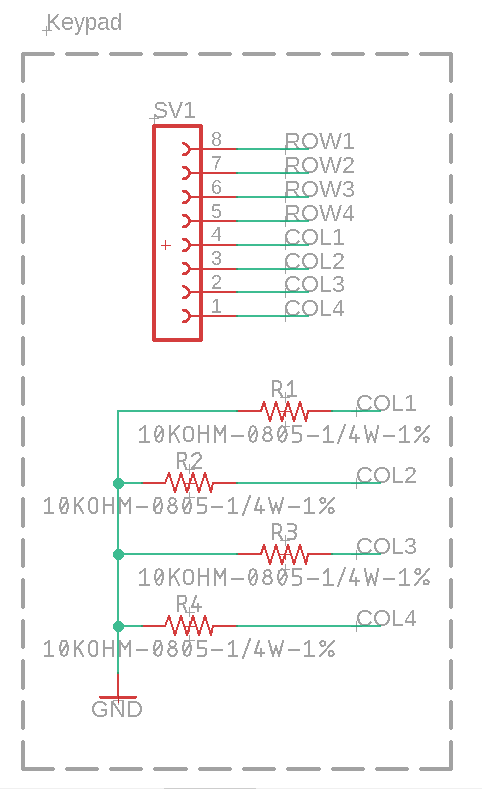 Keypad
SV1
8 ROW1
7 ROW2
6 ROW3
5 ROW4
4 COL1
3 COL2
2 COL3
1 COL4
R1 COL1
10KOHM-0805-1/4W-1%
R2 COL2
10KOHM-0805-1/4W-1%
R3 COL3
10KOHM-0805-1/4W-1%
R4 COL4
10KOHM-0805-1/4W-1%
GND